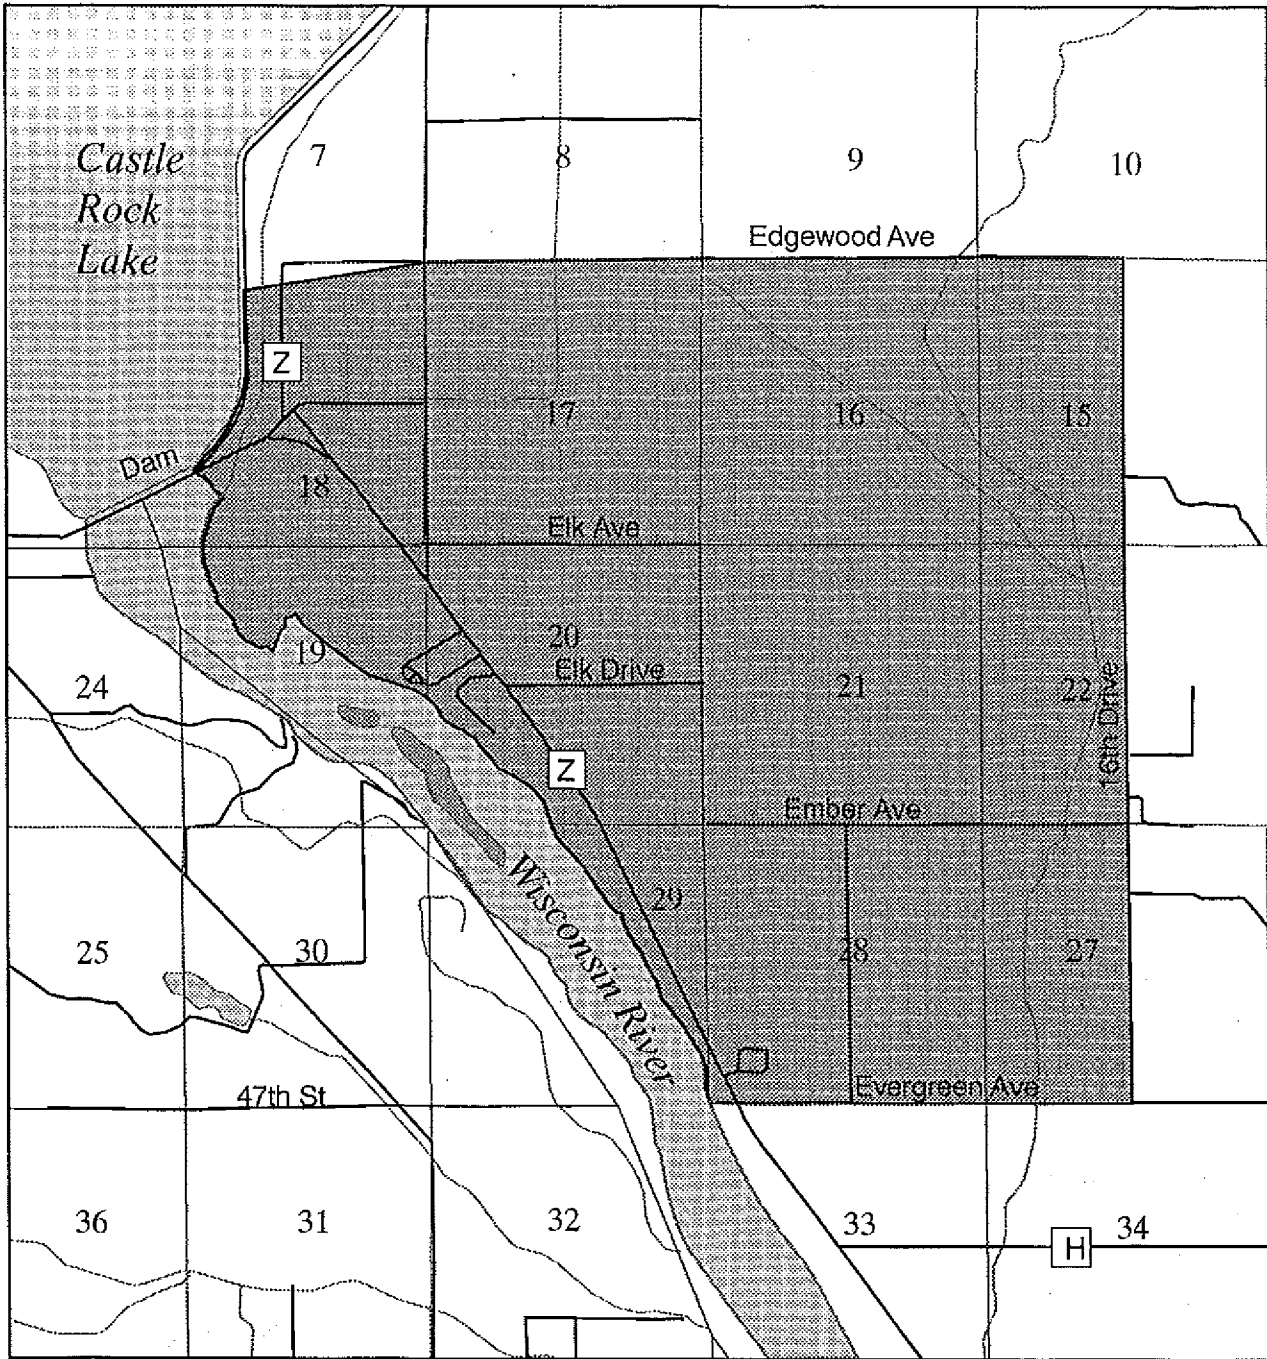 Castle
Rock
Lake
7
8
9
10
Edgewood Ave
Z
17
16
15
Dam
18
Elk Ave
19
20
Elk Drive
24
21
22
16th Drive
Z
Ember Ave
Wisconsin River
29
25
30
28
27
47th St
Evergreen Ave
36
31
32
33
34
H